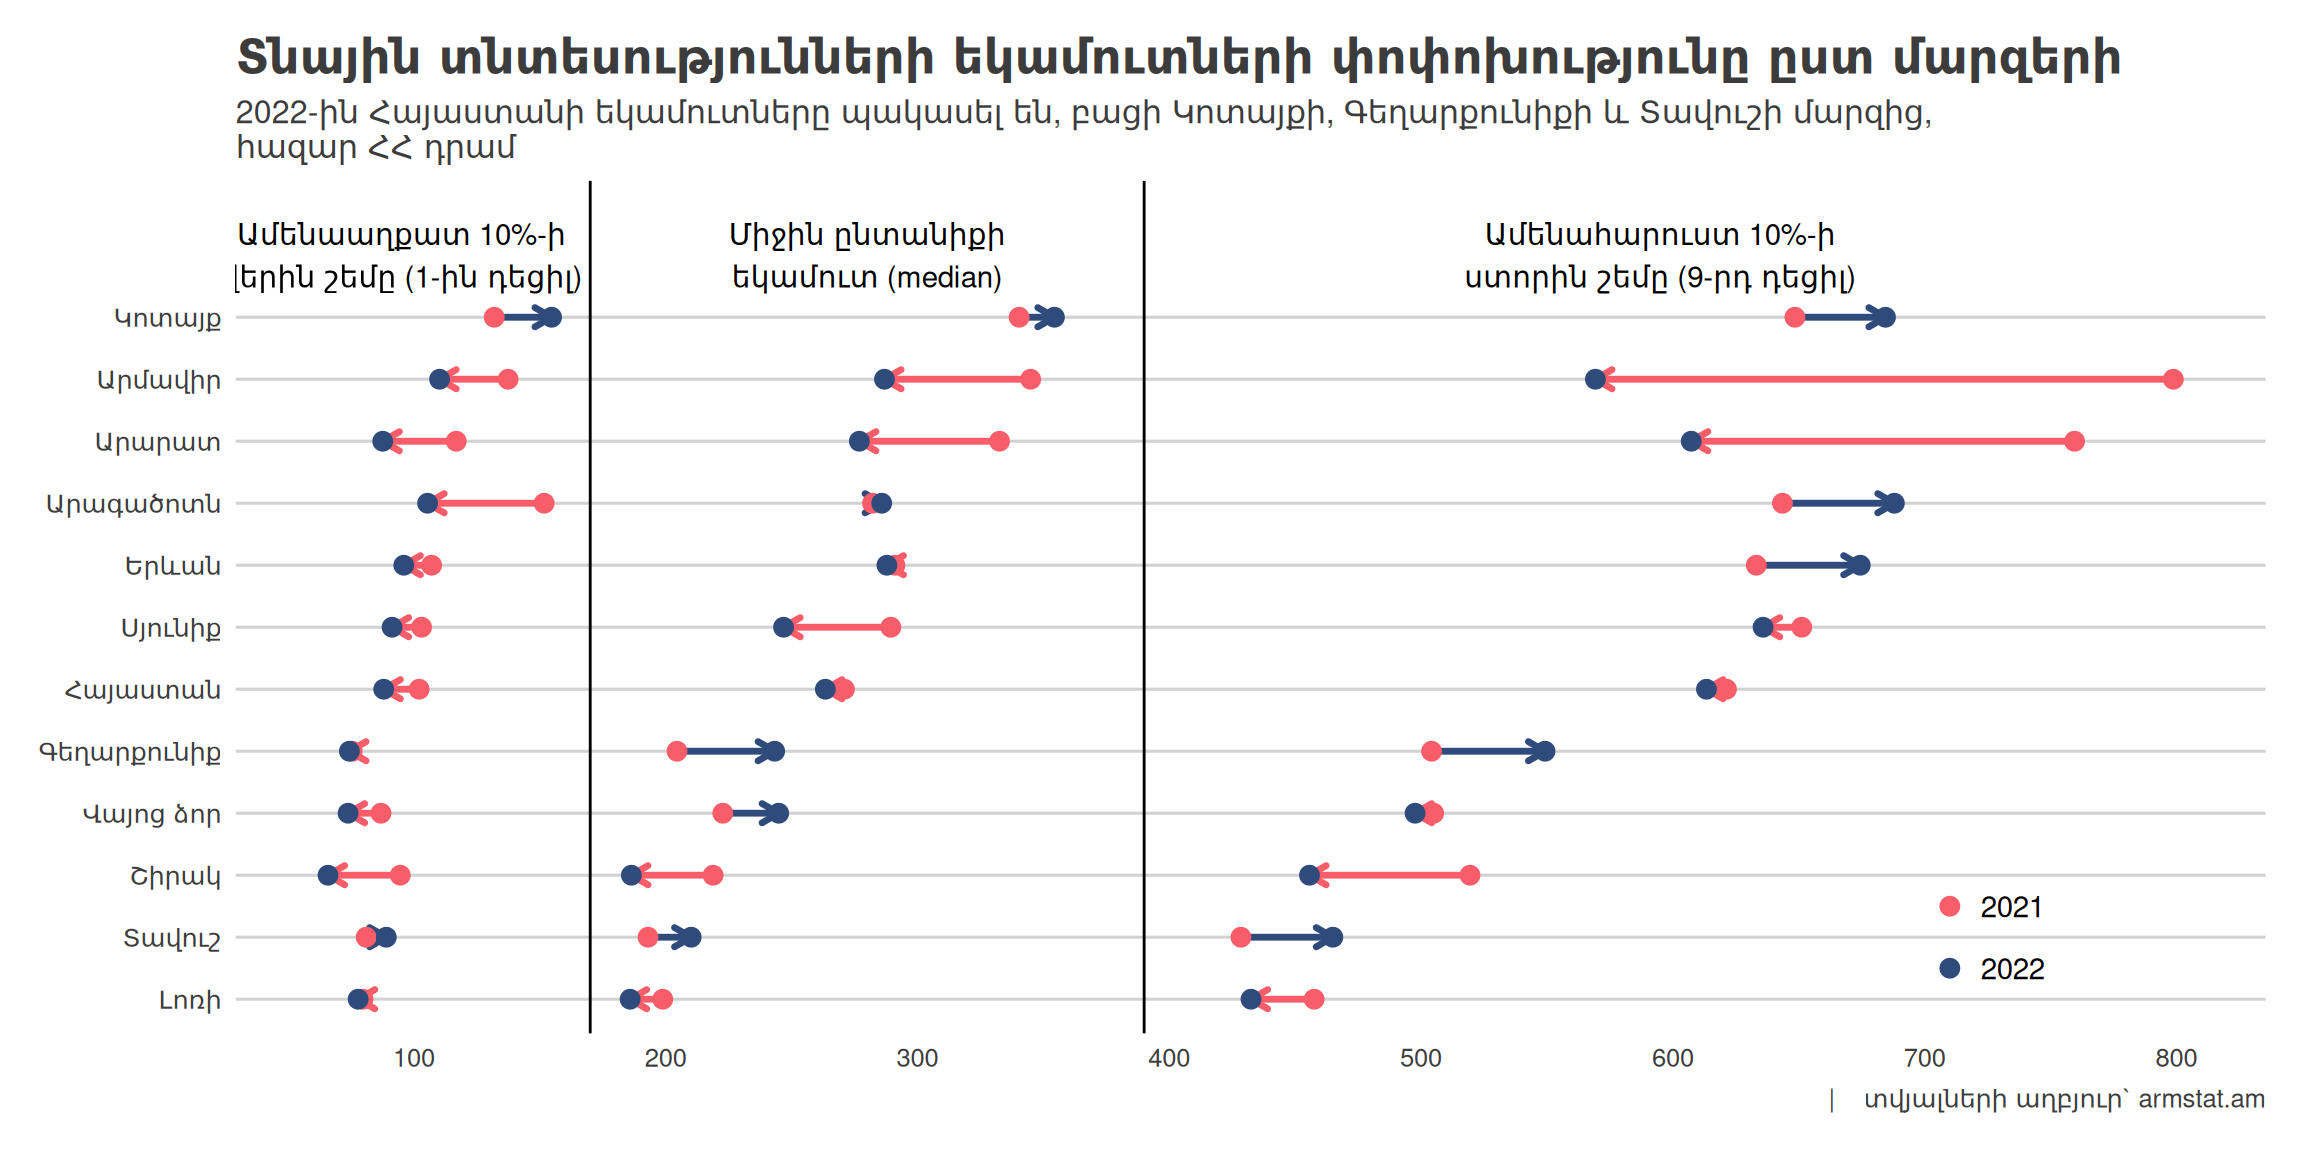 Տնային տնտեսությունների եկամուտների փոփոխությունը ըստ մարզերի
2022-ին Հայաստանի եկամուտները պակասել են, բացի Կոտայքի, Գեղարքունիքի և Տավուշի մարզից,
հազար ՀՀ դրամ
Ամենաաղքատ 10%-ի
շեմը (1-ին դեցիլ)
Միջին ընտանիքի
եկամուտ (median)
Ամենահարուստ 10%-ի
ստորին շեմը (9-րդ դեցիլ)
Կոտայք
Արմավիր
Արարատ
Արագածոտն
Երևան
Սյունիք
Հայաստան
Գեղարքունիք
Վայոց ձոր
Շիրակ
Տավուշ
Լոռի
2021
2022
100 200 300 400 500 600 700 800
| տվյալների աղբյուր՝ armstat.am